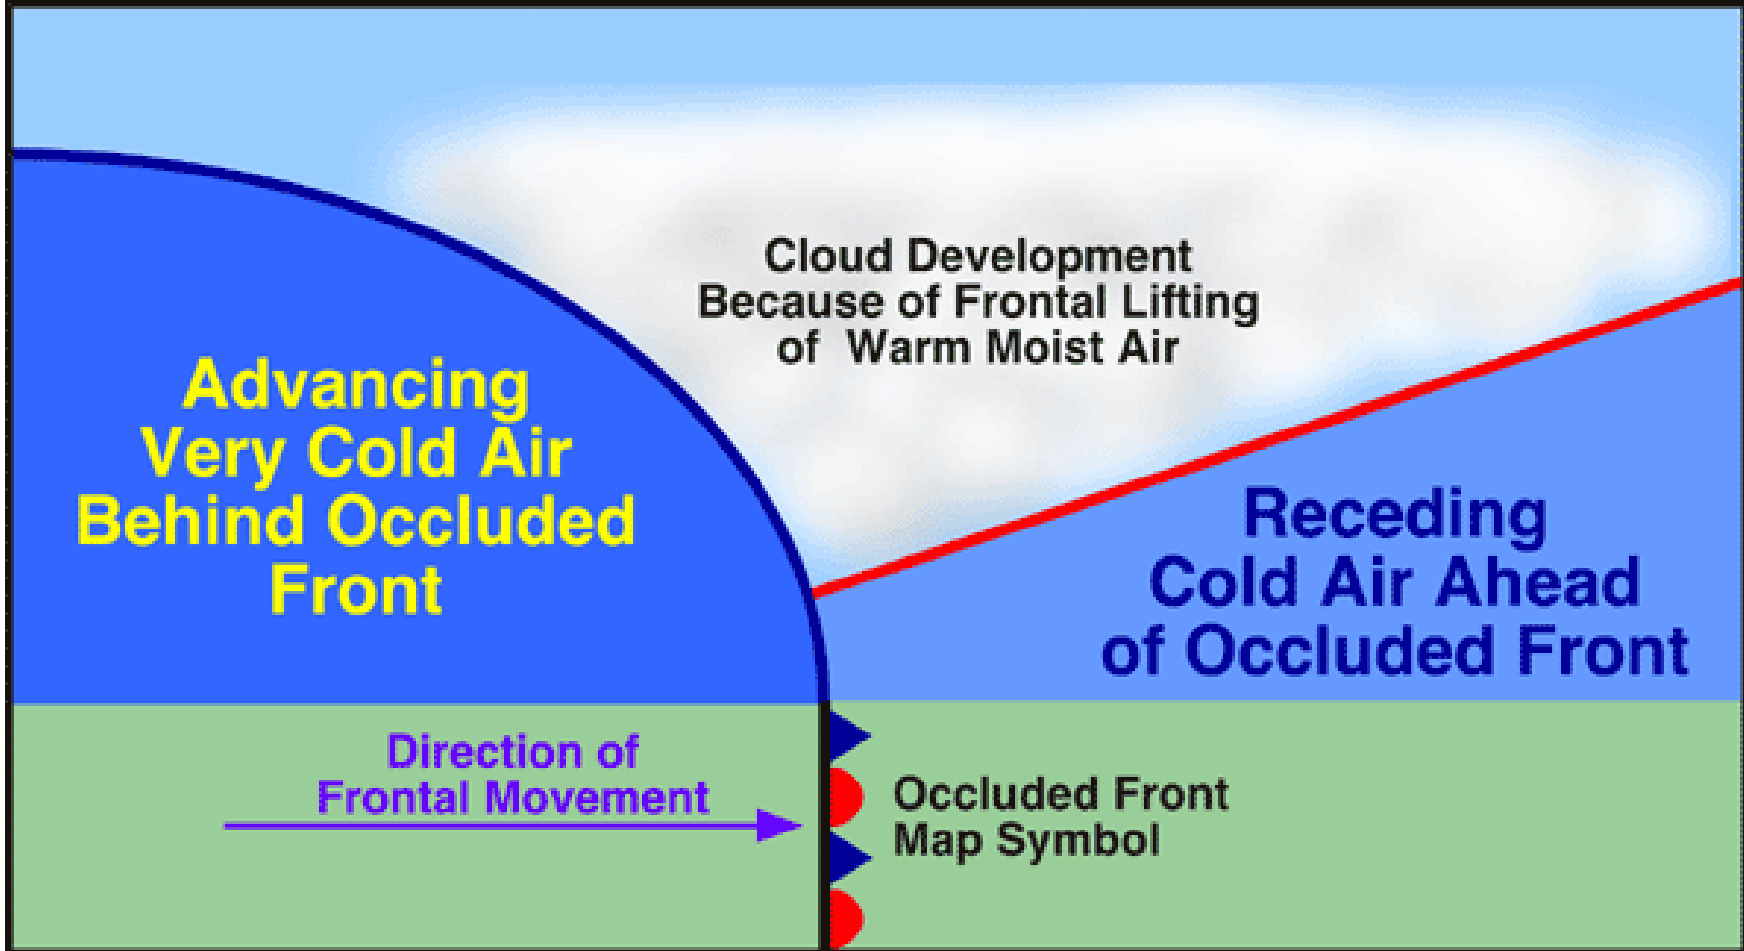 Cloud Development
Because of Frontal Lifting
of Warm Moist Air
Advancing
Very Cold Air
Behind Occluded
Front
Receding
Cold Air Ahead
of Occluded Front
Direction of
Frontal Movement
Occluded Front
Map Symbol